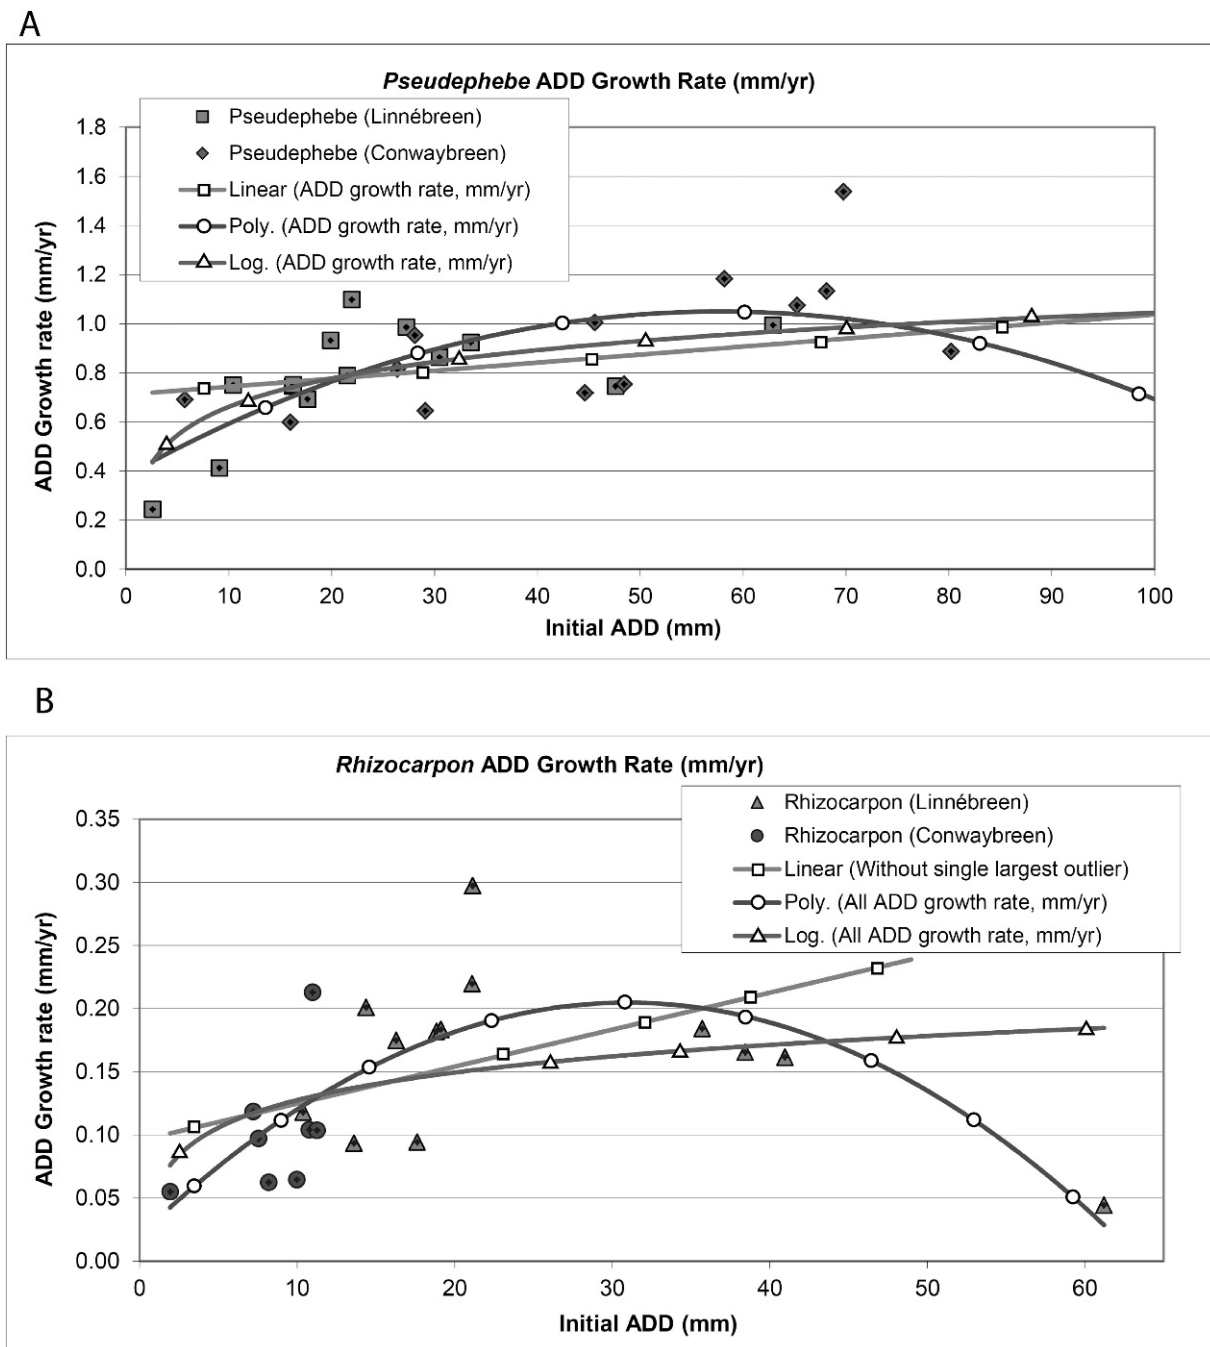 A
Pseudephebe ADD Growth Rate (mm/yr)
Pseudephebe (Linnébreen)
Pseudephebe (Conwaybreen)
Linear (ADD growth rate, mm/yr)
Poly. (ADD growth rate, mm/yr)
Log. (ADD growth rate, mm/yr)
ADD Growth rate (mm/yr)
1.8
1.6
1.4
1.2
1.0
0.8
0.6
0.4
0.2
0.0
0 10 20 30 40 50 60 70 80 90 100
Initial ADD (mm)
B
Rhizocarpon ADD Growth Rate (mm/yr)
Rhizocarpon (Linnébreen)
Rhizocarpon (Conwaybreen)
Linear (Without single largest outlier)
Poly. (All ADD growth rate, mm/yr)
Log. (All ADD growth rate, mm/yr)
ADD Growth rate (mm/yr)
0.35
0.30
0.25
0.20
0.15
0.10
0.05
0.00
0 10 20 30 40 50 60
Initial ADD (mm)